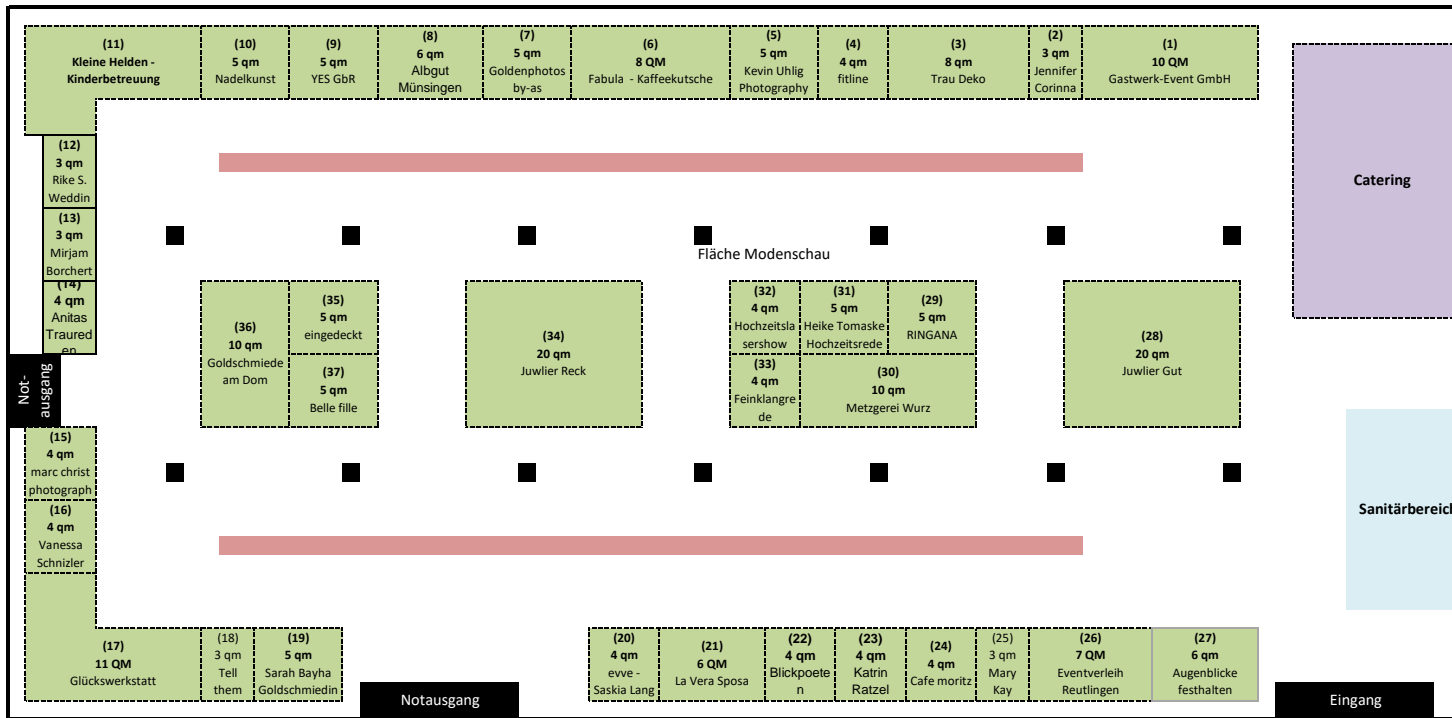 (11)
Kleine Helden -
Kinderbetreuung
(10)
5 qm
Nadelkunst
(9)
5 qm
YES GbR
(8)
6 qm
Albgut
Münsingen
(7)
5 qm
Goldenphotos
by-as
(6)
8 QM
Fabula - Kaffeekutsche
(5)
5 qm
Kevin Uhlig
Photography
(4)
4 qm
fitline
(3)
8 qm
Trau Deko
(2)
3 qm
Jennifer
Corinna
(1)
10 QM
Gastwerk-Event GmbH
Catering
(12)
3 qm
Rike S.
Weddin
(13)
3 qm
Mirjam
Borchert
(14)
4 qm
Anitas
Traured
en
Fläche Modenschau
(36)
10 qm
Goldschmiede
am Dom
(35)
5 qm
eingedeckt
(37)
5 qm
Belle fille
(34)
20 qm
Juwlier Reck
(32)
4 qm
Hochzeitsla
sershow
(31)
5 qm
Heike Tomaske
Hochzeitsrede
(29)
5 qm
RINGANA
(33)
4 qm
Feinklangre
de
(30)
10 qm
Metzgerei Wurz
(28)
20 qm
Juwlier Gut
Not-
ausgang
(15)
4 qm
marc christ
photograph
(16)
4 qm
Vanessa
Schnizler
Sanitärbereich
(17)
11 QM
Glückswerkstatt
(18)
3 qm
Tell
them
(19)
5 qm
Sarah Bayha
Goldschmiedin
Notausgang
(20)
4 qm
evve -
Saskia Lang
(21)
6 QM
La Vera Sposa
(22)
4 qm
Blickpoete
n
(23)
4 qm
Katrin
Ratzel
(24)
4 qm
Cafe moritz
(25)
3 qm
Mary
Kay
(26)
7 QM
Eventverleih
Reutlingen
(27)
6 qm
Augenblicke
festhalten
Eingang